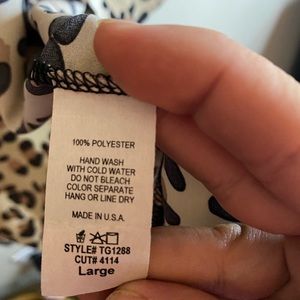 100% POLYESTER
HAND WASH
WITH COLD WATER
DO NOT BLEACH
COLOR SEPARATE
HANG OR LINE DRY
MADE IN U.S.A.
STYLE# TG1288
CUT# 4114
Large